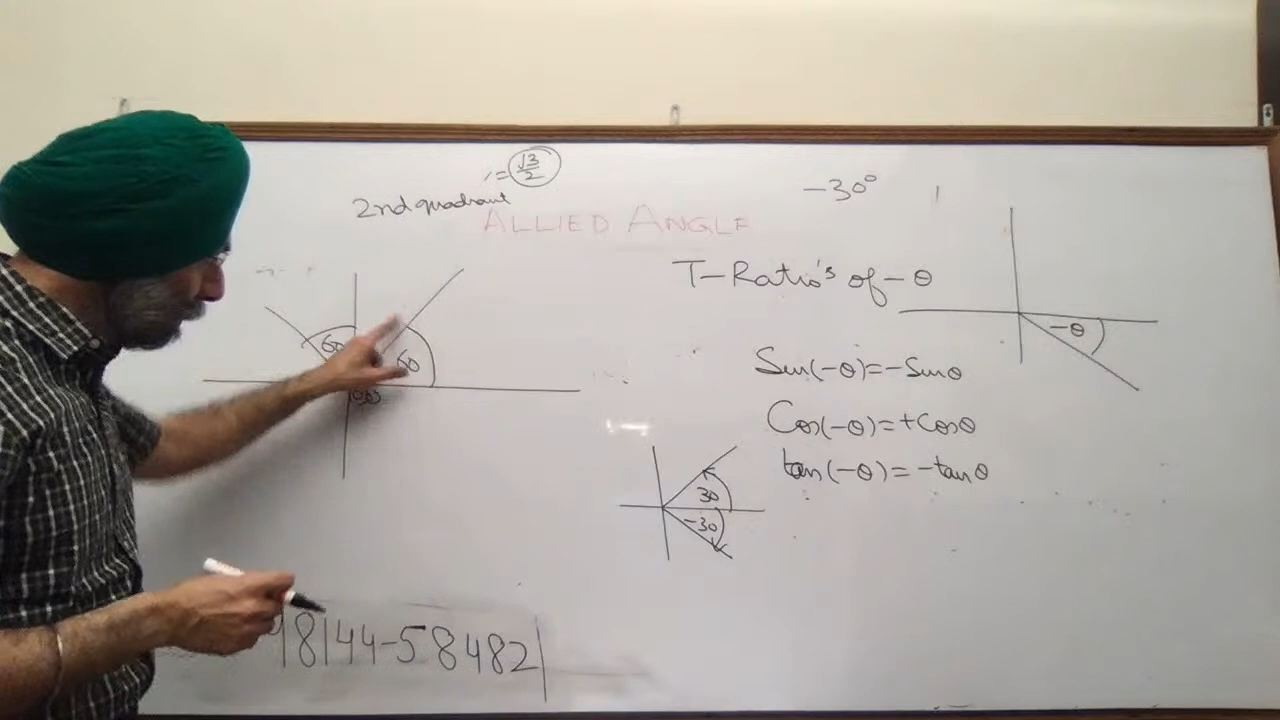 = √3/2
2nd quadrant
ALLIED ANGLE
-30°
T-Ratio's of -θ
-θ
60
60
Sin(-θ)=-Sinθ
Cos(-θ)=+Cosθ
tan(-θ)=-tanθ
30
-30
98144-58482